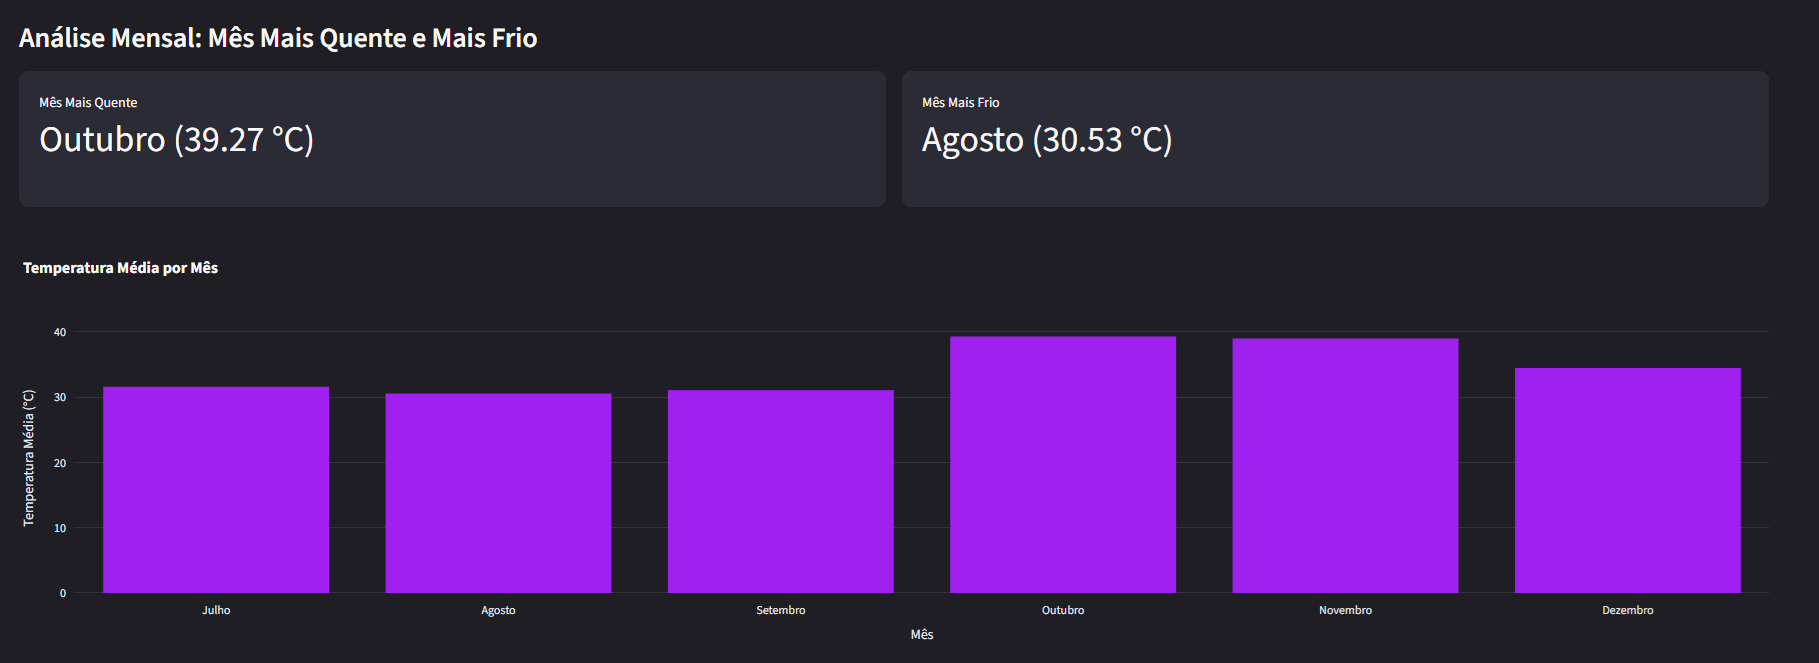 Análise Mensal: Mês Mais Quente e Mais Frio
Mês Mais Quente
Outubro (39.27 °C)
Mês Mais Frio
Agosto (30.53 °C)
Temperatura Média por Mês
Temperatura Média (°C)
40
30
20
10
0
Julho
Agosto
Setembro
Outubro
Novembro
Dezembro
Mês